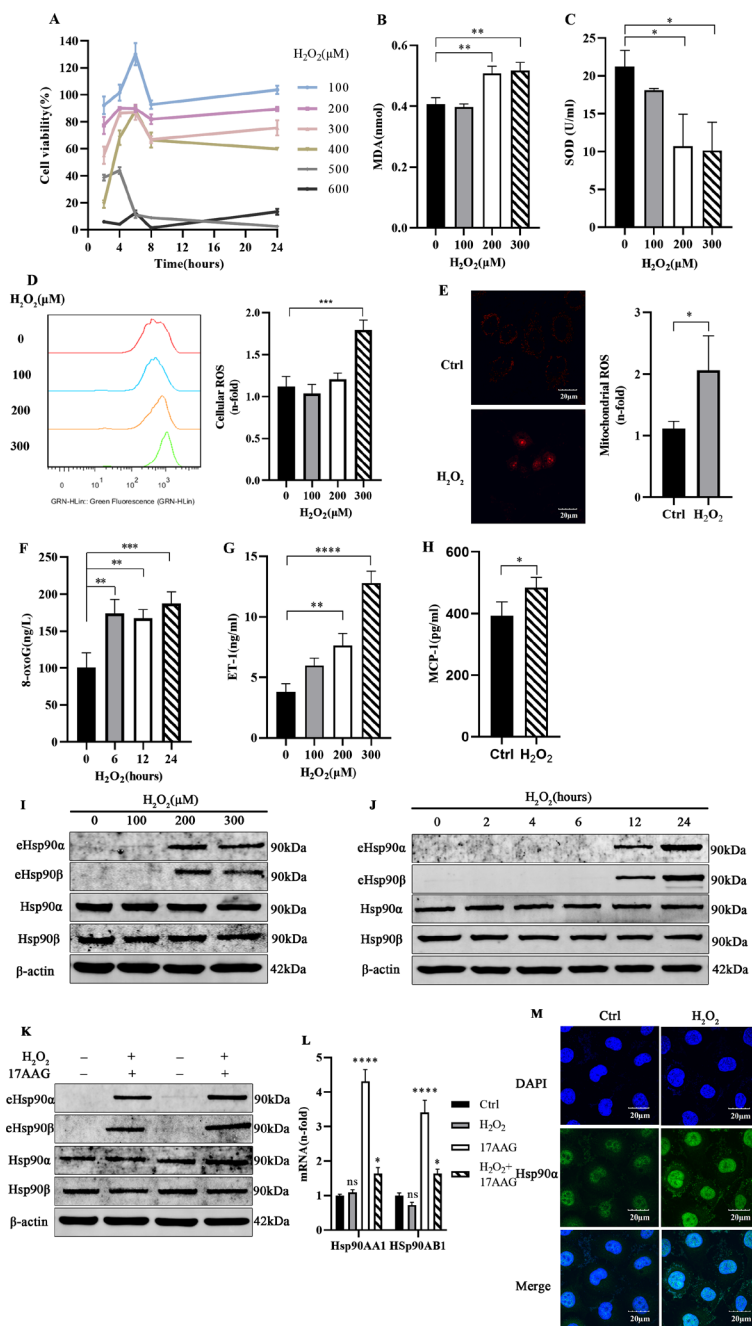 A
H₂O₂(μM)
140
120
100
80
60
40
20
0
Cell viability(%)
0 4 8 12 16 20 24
Time(hours)
100
200
300
400
500
600
B
**
**
0.6
0.4
0.2
0.0
MDA(nmol)
0 100 200 300
H₂O₂(μM)
C
*
*
25
20
15
10
5
0
SOD (U/ml)
0 100 200 300
H₂O₂(μM)
D
H₂O₂(μM)
0
100
200
300
0 10¹ 10² 10³
GRN-HLin:: Green Fluorescence (GRN-HLin)
***
2.0
1.5
1.0
0.5
0.0
Cellular ROS
(n-fold)
0 100 200 300
H₂O₂(μM)
E
Ctrl
20μm
H₂O₂
20μm
*
3
2
1
0
Mitochondrial ROS
(n-fold)
Ctrl H₂O₂
F
***
**
**
250
200
150
100
50
0
8-oxoG(ng/L)
0 6 12 24
H₂O₂(hours)
G
****
**
15
10
5
0
ET-1(ng/ml)
0 100 200 300
H₂O₂(μM)
H
*
600
400
200
0
MCP-1(pg/ml)
Ctrl H₂O₂
I
H₂O₂(μM)
0 100 200 300
eHsp90α 90kDa
eHsp90β 90kDa
Hsp90α 90kDa
Hsp90β 90kDa
β-actin 42kDa
J
H₂O₂(hours)
0 2 4 6 12 24
eHsp90α 90kDa
eHsp90β 90kDa
Hsp90α 90kDa
Hsp90β 90kDa
β-actin 42kDa
K
H₂O₂ – + – +
17AAG – + – +
eHsp90α 90kDa
eHsp90β 90kDa
Hsp90α 90kDa
Hsp90β 90kDa
β-actin 42kDa
L
5
4
3
2
1
0
mRNA(n-fold)
ns **** *
ns **** *
Hsp90AA1 HSp90AB1
Ctrl
H₂O₂
17AAG
H₂O₂+
17AAG
M
Ctrl H₂O₂
DAPI
20μm 20μm
Hsp90α
20μm 20μm
Merge
20μm 20μm